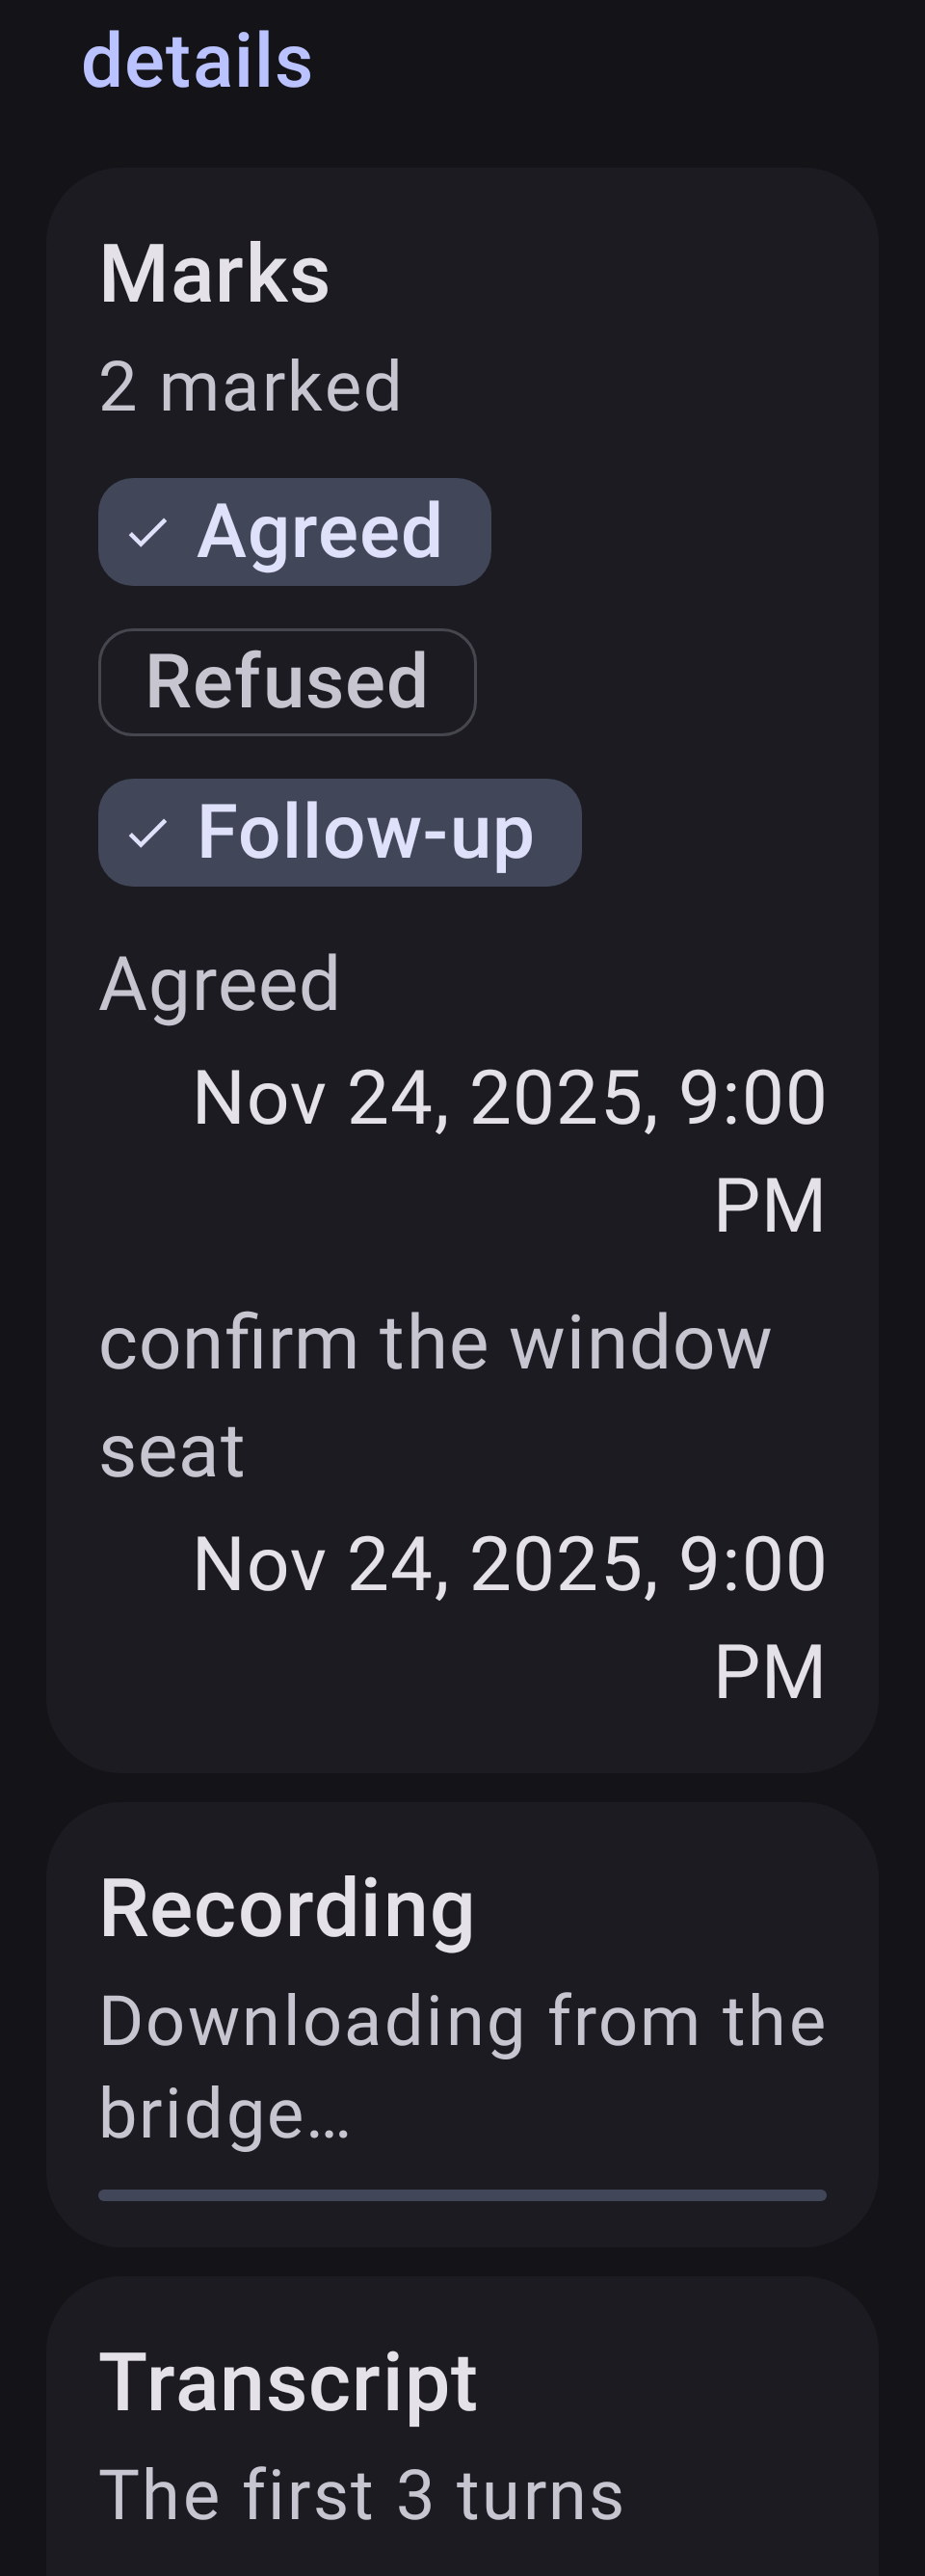 details
Marks
2 marked
Agreed
Refused
Follow-up
Agreed
Nov 24, 2025, 9:00
PM
confirm the window
seat
Nov 24, 2025, 9:00
PM
Recording
Downloading from the
bridge…
Transcript
The first 3 turns